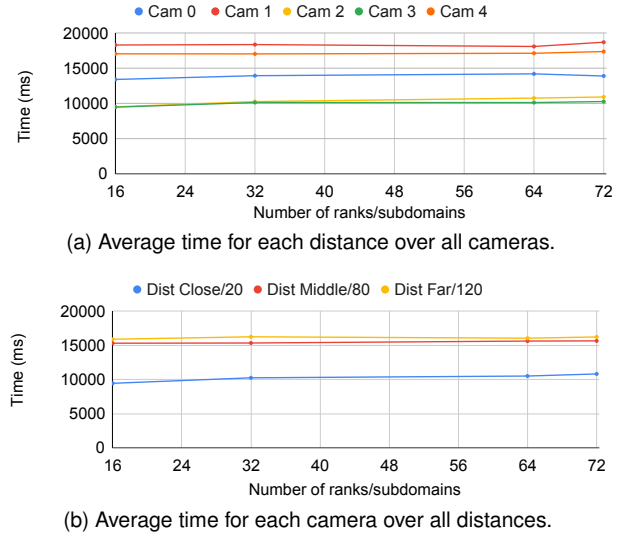 Cam 0 Cam 1 Cam 2 Cam 3 Cam 4
20000
15000
10000
5000
0
Time (ms)
16 24 32 40 48 56 64 72
Number of ranks/subdomains
(a) Average time for each distance over all cameras.
Dist Close/20 Dist Middle/80 Dist Far/120
20000
15000
10000
5000
0
Time (ms)
16 24 32 40 48 56 64 72
Number of ranks/subdomains
(b) Average time for each camera over all distances.